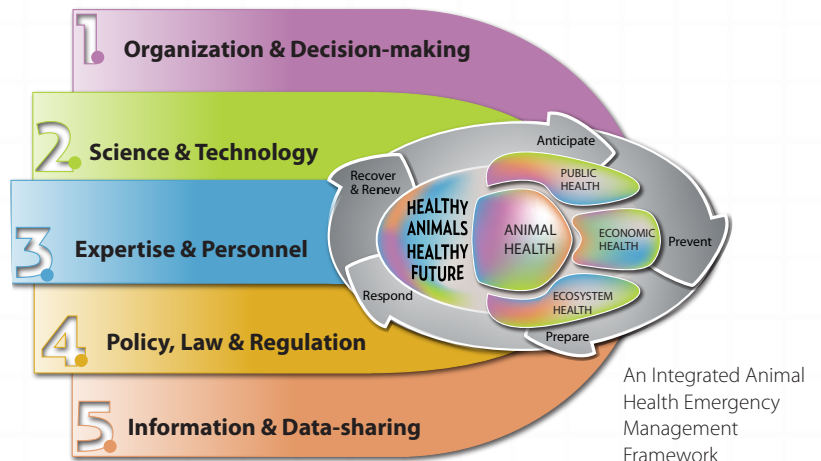 1. Organization & Decision-making
2. Science & Technology
3. Expertise & Personnel
4. Policy, Law & Regulation
5. Information & Data-sharing
Anticipate
Recover
& Renew
PUBLIC
HEALTH
HEALTHY
ANIMALS
HEALTHY
FUTURE
ANIMAL
HEALTH
ECONOMIC
HEALTH
Prevent
Respond
ECOSYSTEM
HEALTH
Prepare
An Integrated Animal
Health Emergency
Management
Framework